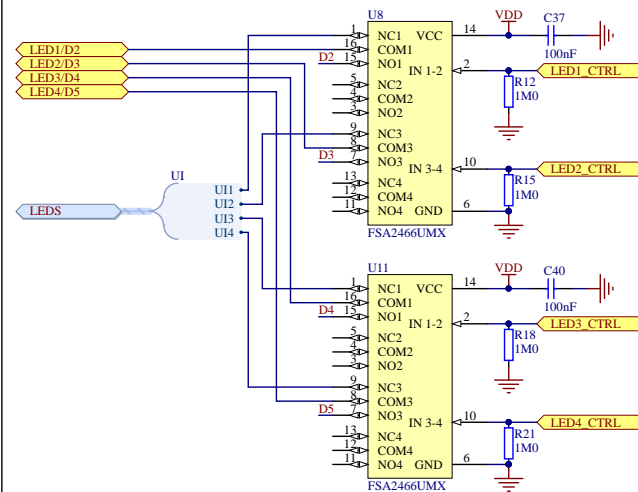 U8
1 NC1 VCC 14 VDD C37 100nF
LED1/D2 16 COM1
LED2/D3 D2 15 NO1
LED3/D4 IN 1-2 2 LED1_CTRL
LED4/D5 5 NC2 R12
4 COM2 1M0
3 NO2
9 NC3
8 COM3
D3 7 NO3 IN 3-4 10 LED2_CTRL
UI 13 NC4 R15
UI1 12 COM4 1M0
UI2 11 NO4 GND 6
LEDS UI3
UI4 FSA2466UMX
U11
1 NC1 VCC 14 VDD C40 100nF
16 COM1
D4 15 NO1
IN 1-2 2 LED3_CTRL
5 NC2 R18
4 COM2 1M0
3 NO2
9 NC3
8 COM3
D5 7 NO3 IN 3-4 10 LED4_CTRL
13 NC4 R21
12 COM4 1M0
11 NO4 GND 6
FSA2466UMX